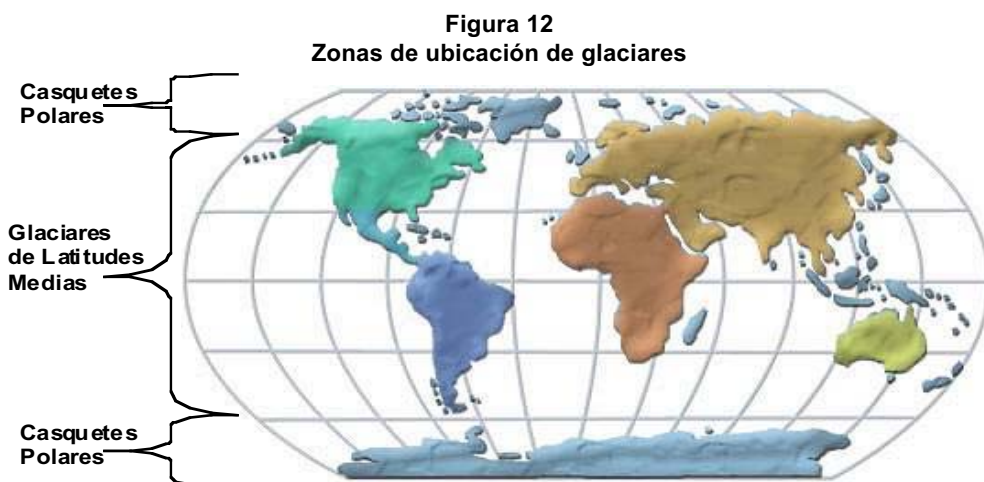 Figura 12
Zonas de ubicación de glaciares
Casquetes
Polares
Glaciares
de Latitudes
Medias
Casquetes
Polares